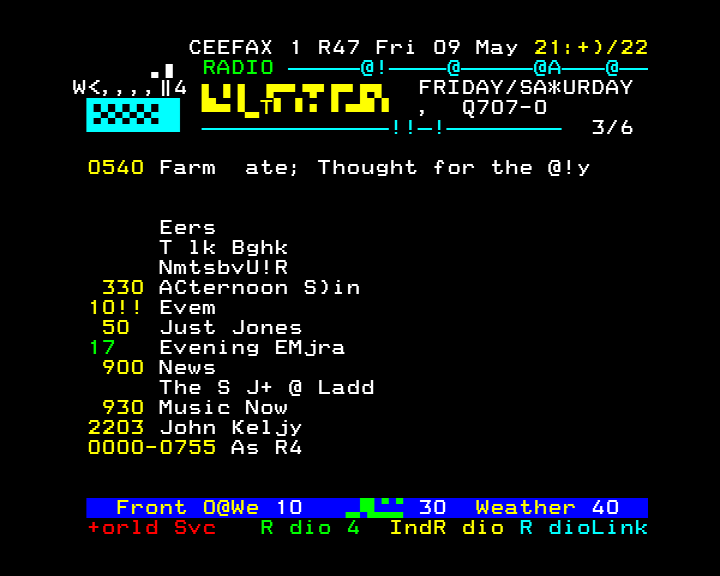 CEEFAX 1 R47 Fri 09 May 21:+)/22
RADIO @! @ @A @
W<,,,,‖4 FRIDAY/SA*URDAY
, Q707-0
!! ! 3/6
0540 Farm ate; Thought for the @!y
Eers
T lk Bghk
NmtsbvU!R
330 ACternoon S)in
10!! Evem
50 Just Jones
17 Evening EMjra
900 News
The S J+ @ Ladd
930 Music Now
2203 John Keljy
0000-0755 As R4
Front O@We 10 30 Weather 40
+orld Svc R dio 4 IndR dio R dioLink